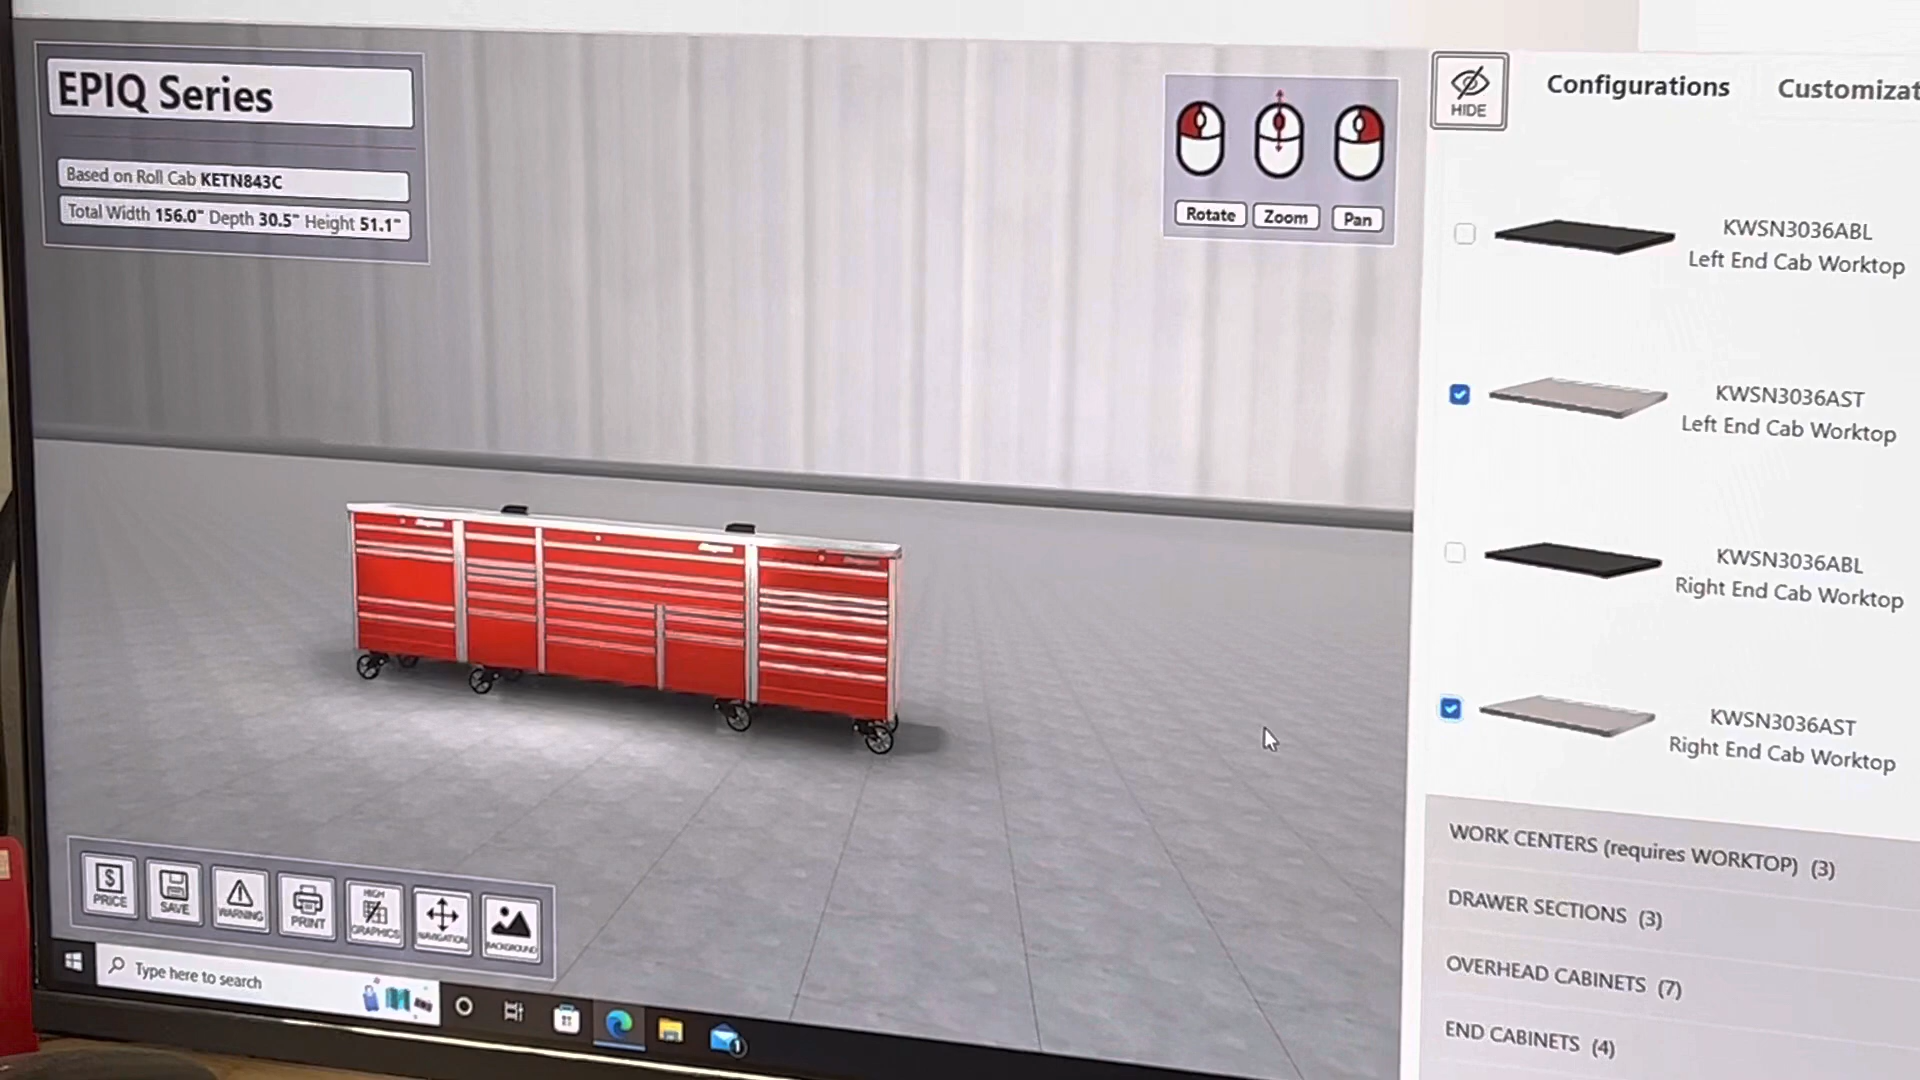 EPIQ Series
Based on Roll Cab KETN843C
Total Width 156.0" Depth 30.5" Height 51.1"
Rotate
Zoom
Pan
HIDE
Configurations
Customizat
KWSN3036ABL
Left End Cab Worktop
KWSN3036AST
Left End Cab Worktop
KWSN3036ABL
Right End Cab Worktop
KWSN3036AST
Right End Cab Worktop
WORK CENTERS (requires WORKTOP) (3)
DRAWER SECTIONS (3)
OVERHEAD CABINETS (7)
END CABINETS (4)
$
PRICE
SAVE
WARNING
PRINT
HIGH
GRAPHICS
NAVIGATION
BACKGROUND
Type here to search
1